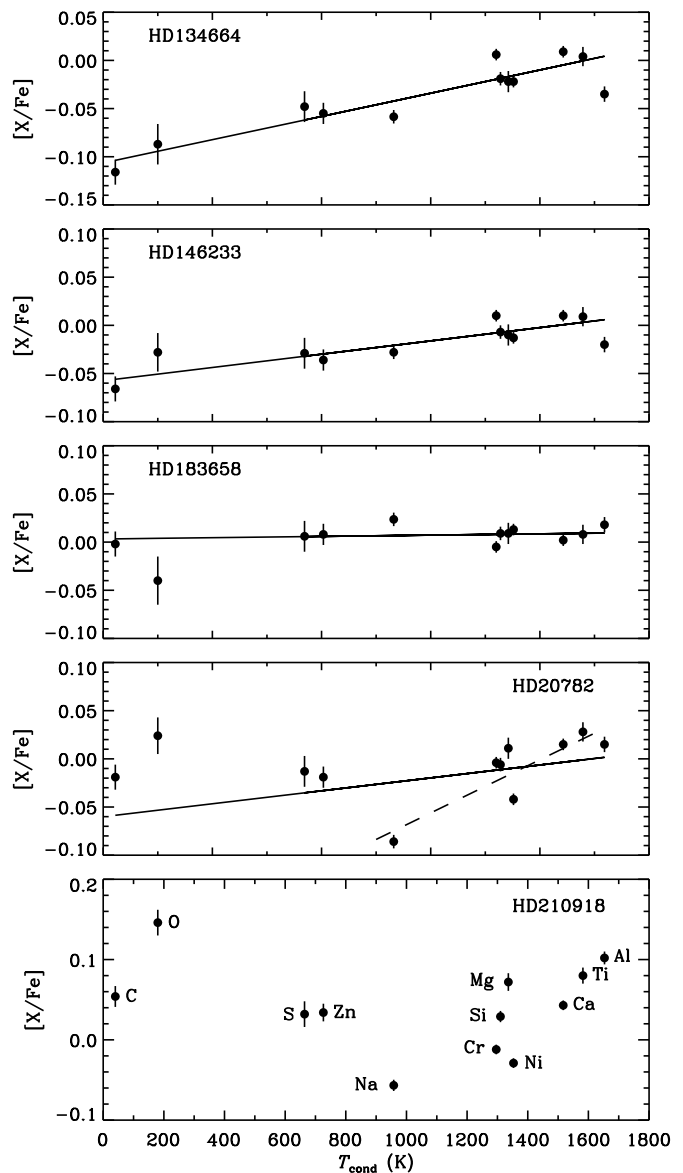 0.05
HD134664
0.00
[X/Fe]
−0.05
−0.10
−0.15
0.10
HD146233
0.05
[X/Fe]
0.00
−0.05
−0.10
0.10
HD183658
0.05
[X/Fe]
0.00
−0.05
−0.10
0.10
HD20782
0.05
[X/Fe]
0.00
−0.05
−0.10
0.2
HD210918
O
0.1
Al
Ti
Mg
[X/Fe]
C
Ca
S
Zn
Si
0.0
Cr
Ni
Na
−0.1
0 200 400 600 800 1000 1200 1400 1600 1800
Tcond (K)